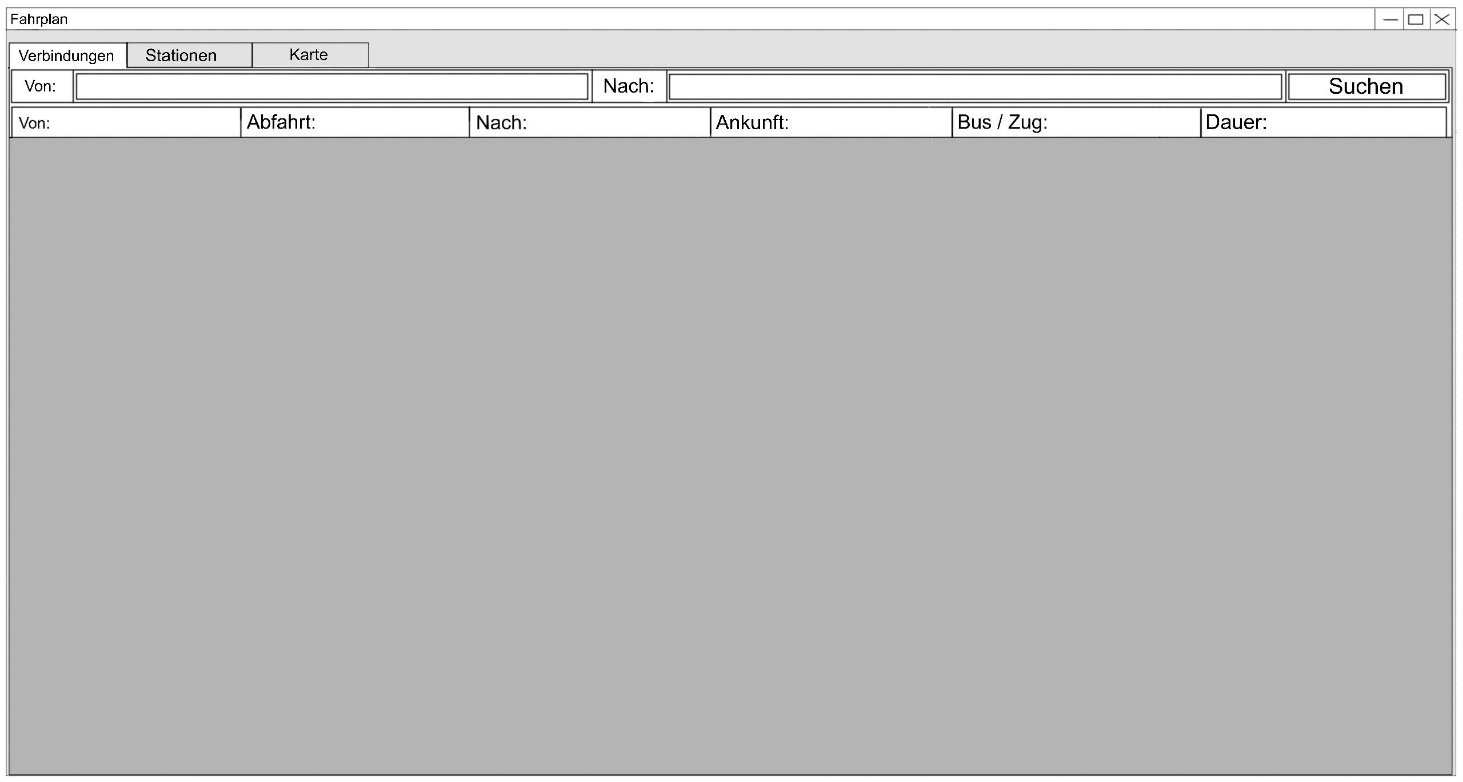 Fahrplan
Verbindungen Stationen Karte
Von: Nach: Suchen
Von: Abfahrt: Nach: Ankunft: Bus / Zug: Dauer: